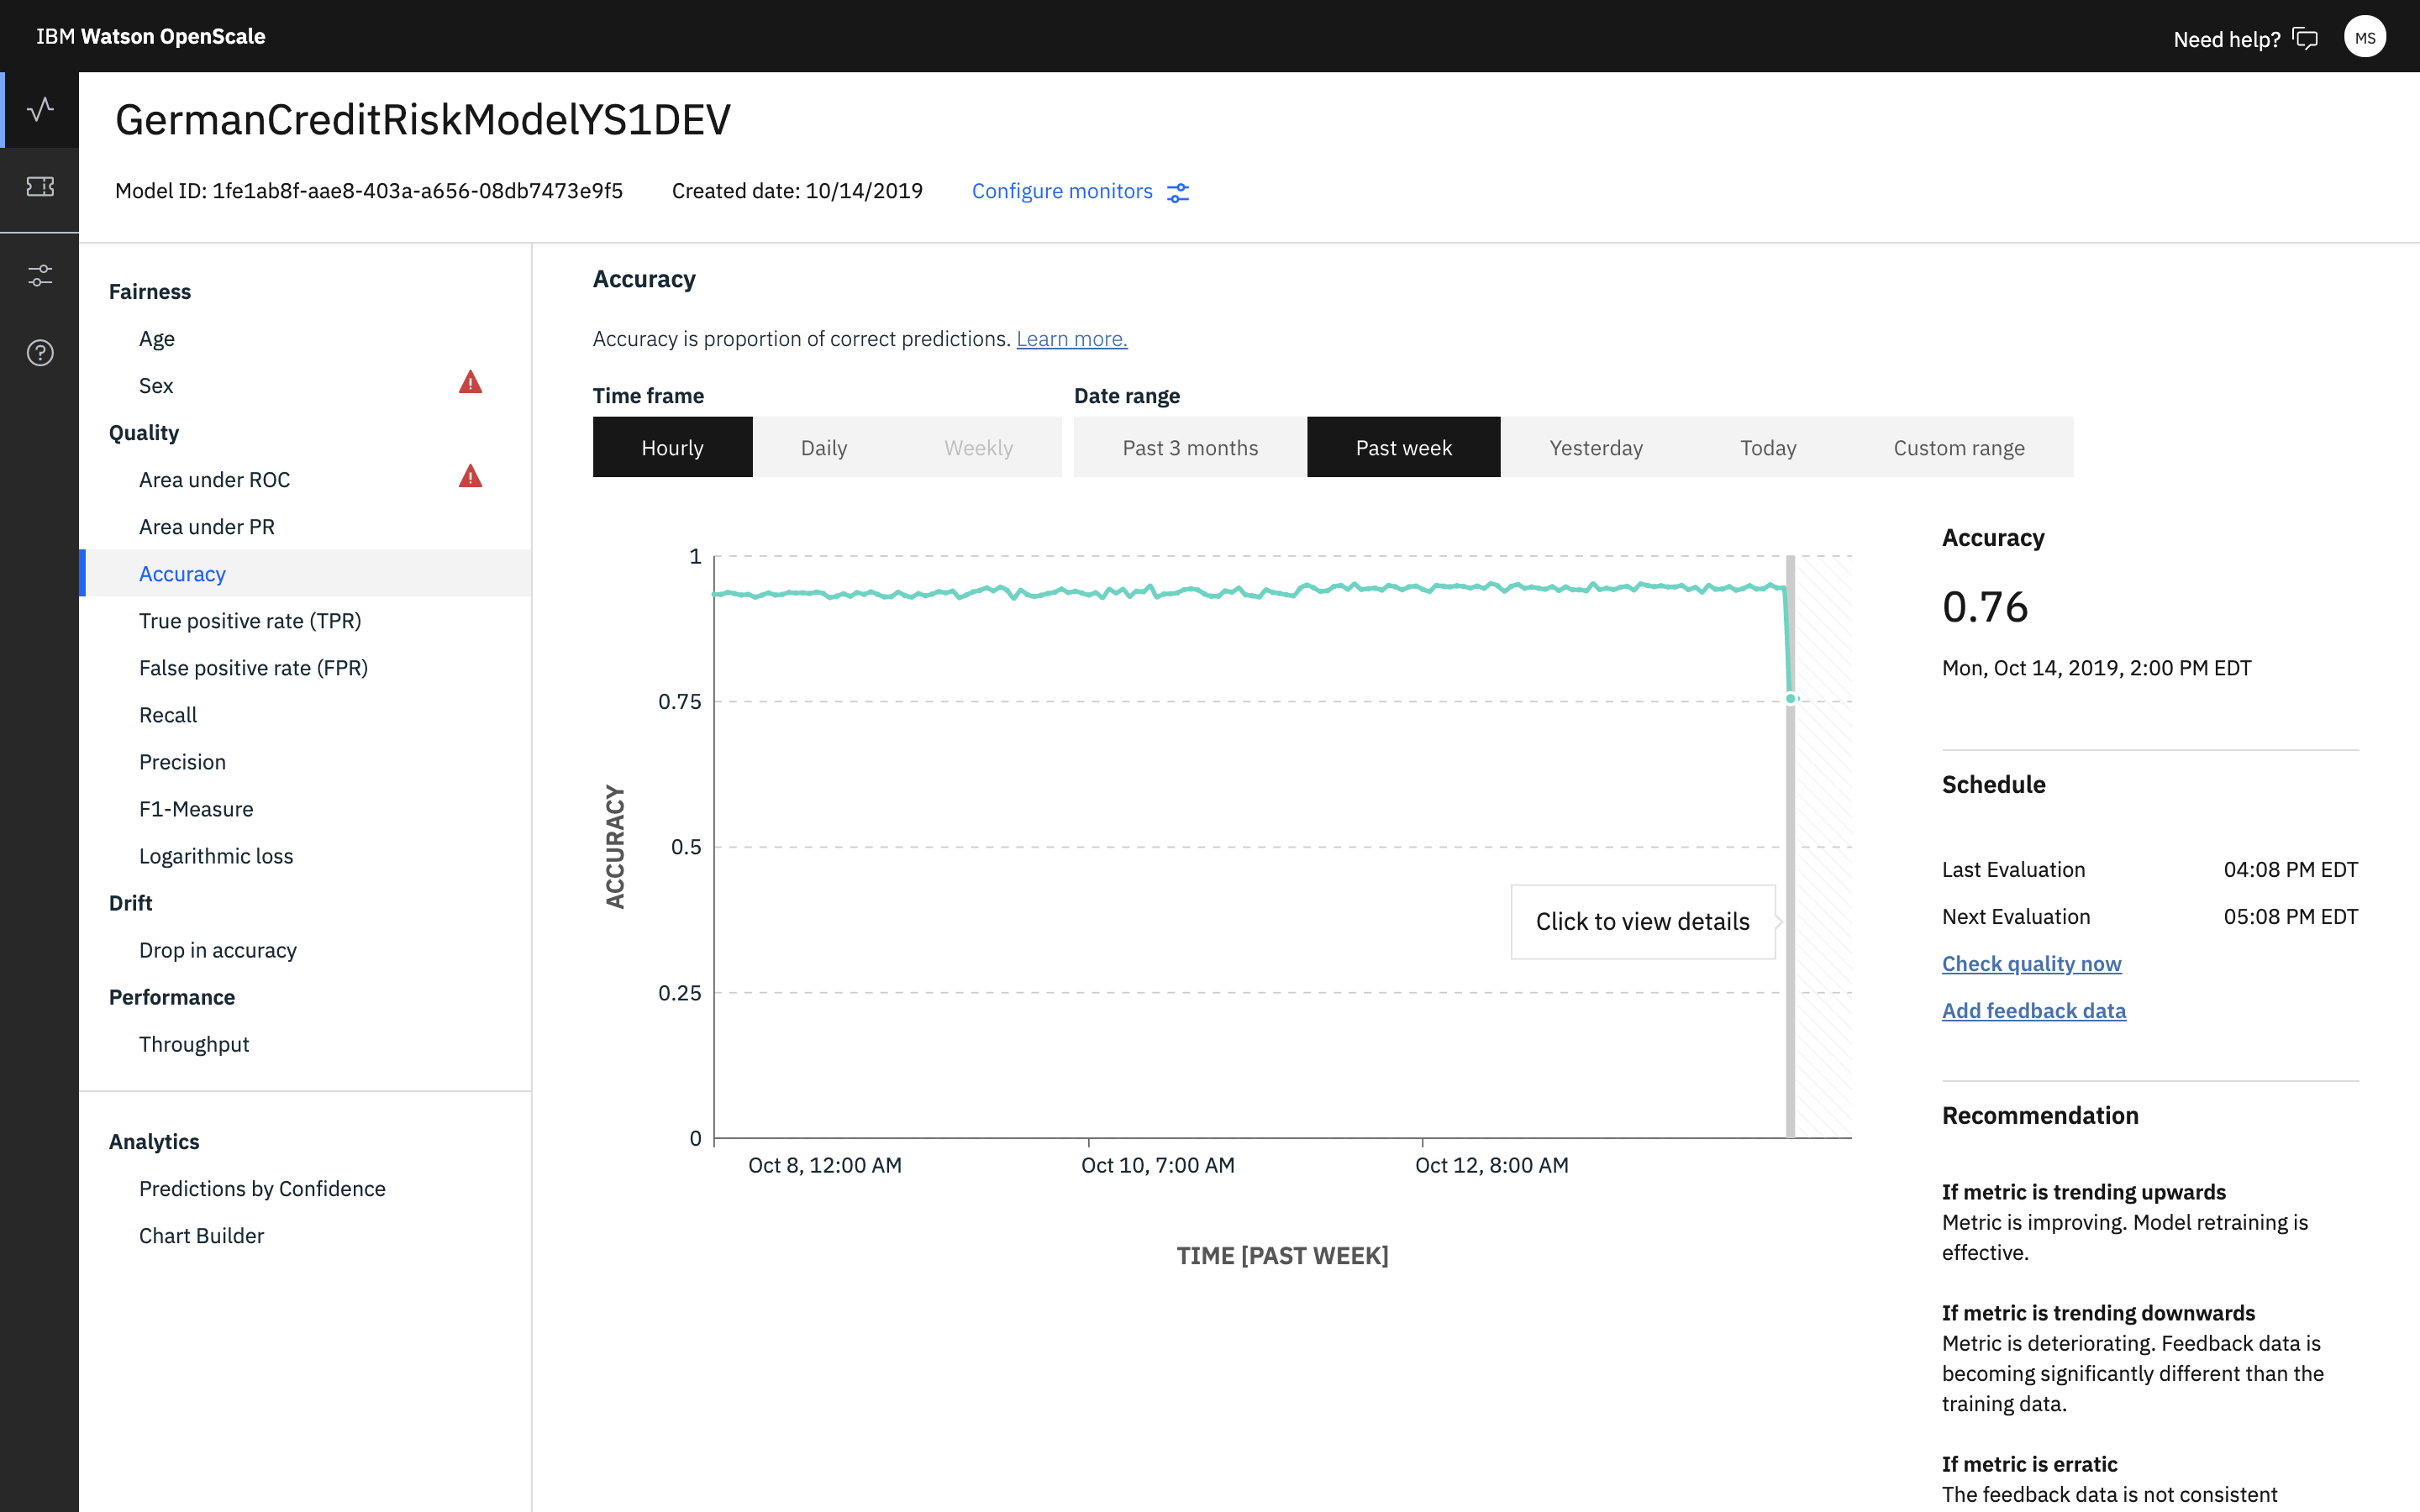 IBM Watson OpenScale
Need help?
MS
GermanCreditRiskModelYS1DEV
Model ID: 1fe1ab8f-aae8-403a-a656-08db7473e9f5
Created date: 10/14/2019
Configure monitors
Fairness
Age
Sex
Quality
Area under ROC
Area under PR
Accuracy
True positive rate (TPR)
False positive rate (FPR)
Recall
Precision
F1-Measure
Logarithmic loss
Drift
Drop in accuracy
Performance
Throughput
Analytics
Predictions by Confidence
Chart Builder
Accuracy
Accuracy is proportion of correct predictions. Learn more.
Time frame
Hourly
Daily
Weekly
Date range
Past 3 months
Past week
Yesterday
Today
Custom range
1
0.75
0.5
0.25
0
ACCURACY
Click to view details
Oct 8, 12:00 AM
Oct 10, 7:00 AM
Oct 12, 8:00 AM
TIME [PAST WEEK]
Accuracy
0.76
Mon, Oct 14, 2019, 2:00 PM EDT
Schedule
Last Evaluation 04:08 PM EDT
Next Evaluation 05:08 PM EDT
Check quality now
Add feedback data
Recommendation
If metric is trending upwards
Metric is improving. Model retraining is
effective.
If metric is trending downwards
Metric is deteriorating. Feedback data is
becoming significantly different than the
training data.
If metric is erratic
The feedback data is not consistent